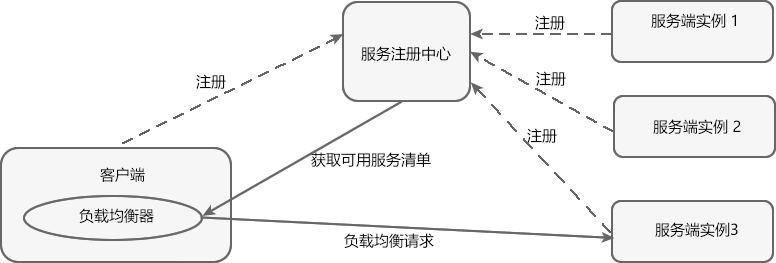 注册
服务端实例 1
服务注册中心
注册
注册
服务端实例 2
注册
获取可用服务清单
客户端
负载均衡器
服务端实例3
负载均衡请求